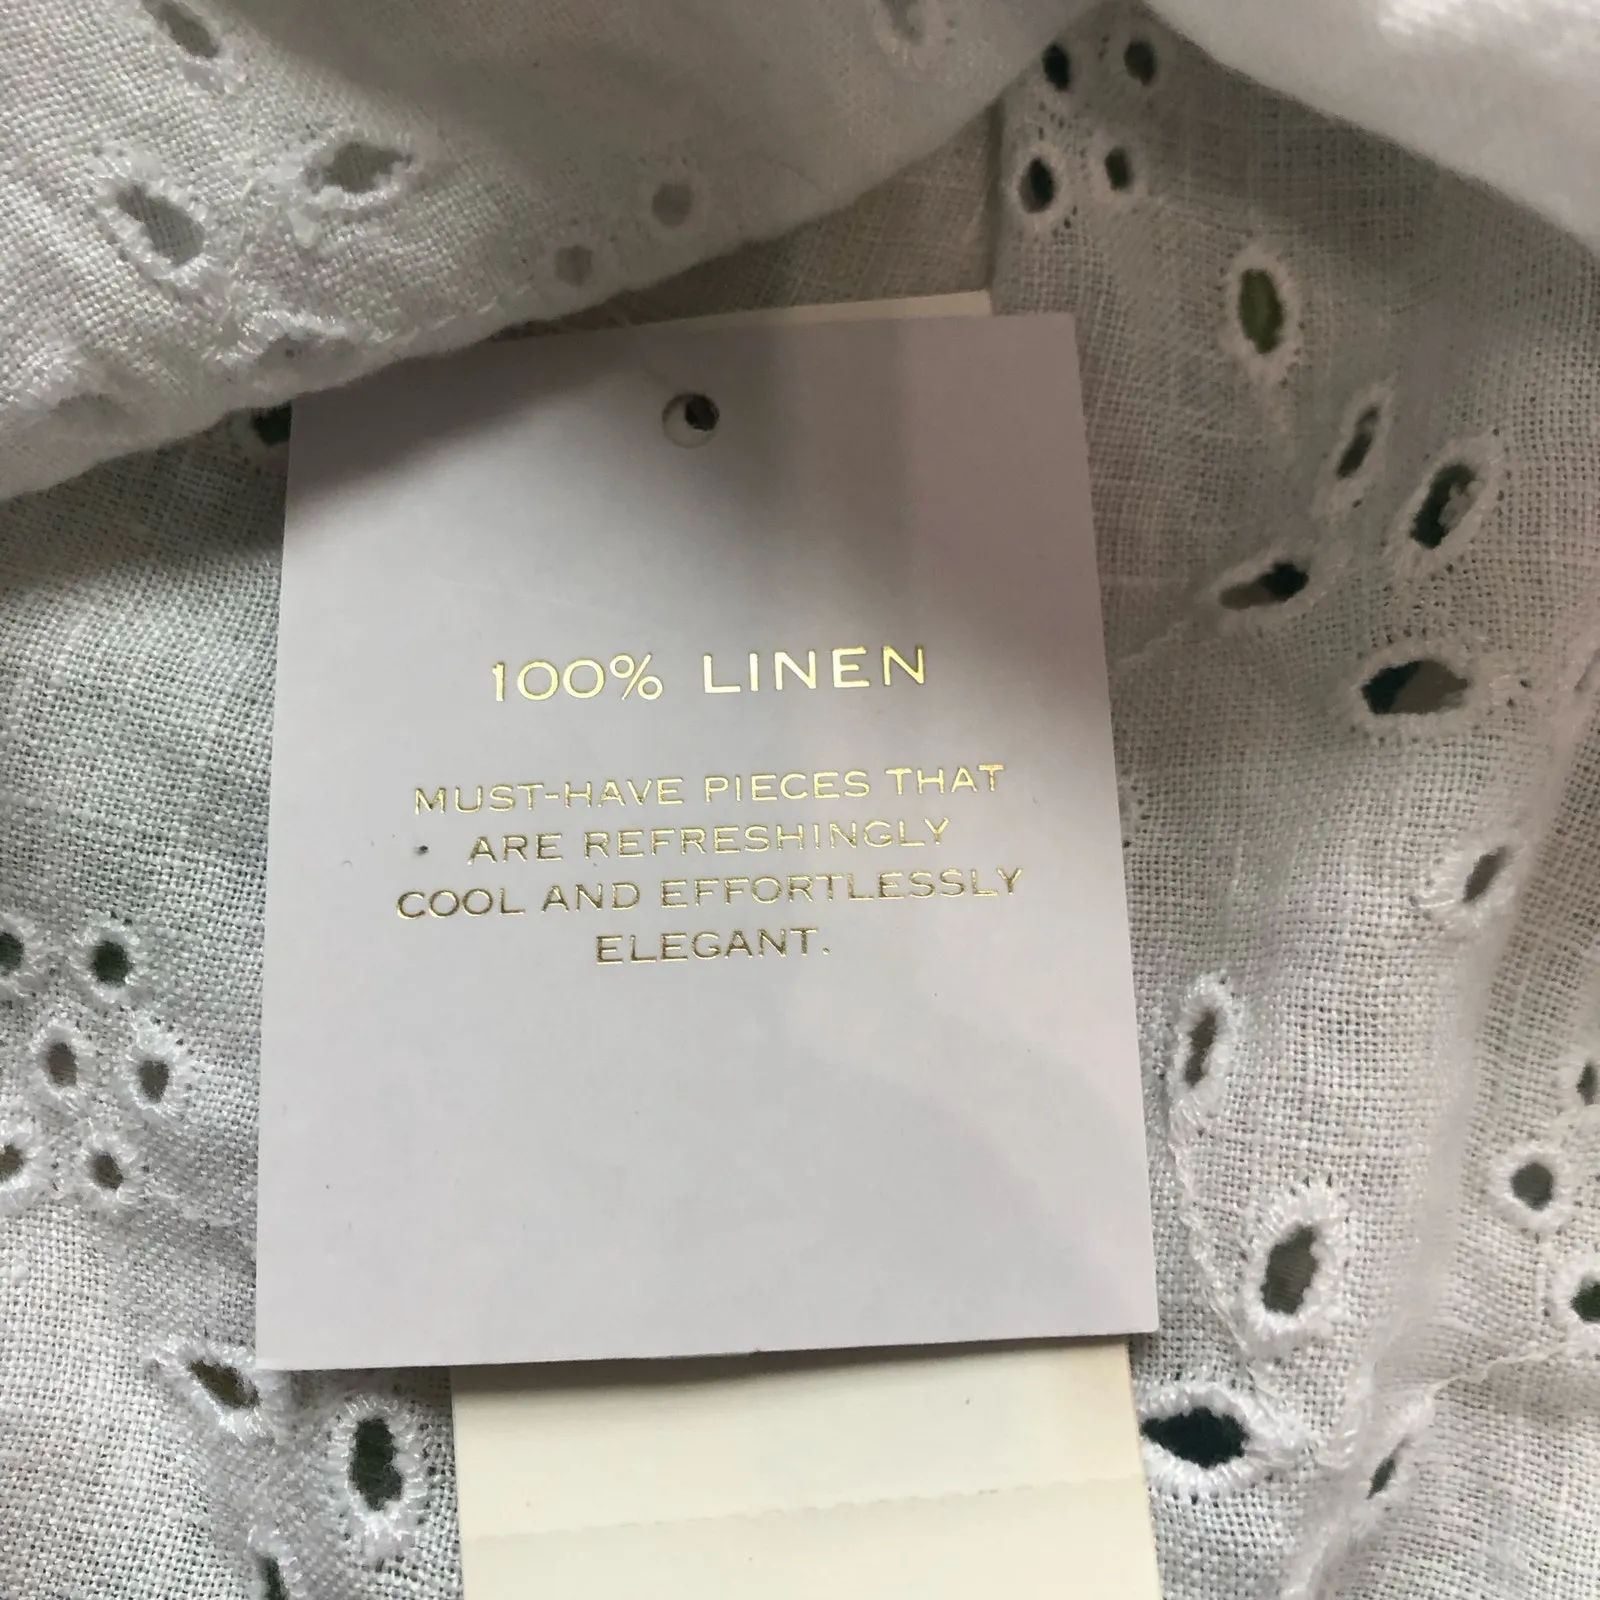 100% LINEN
MUST-HAVE PIECES THAT
ARE REFRESHINGLY
COOL AND EFFORTLESSLY
ELEGANT.